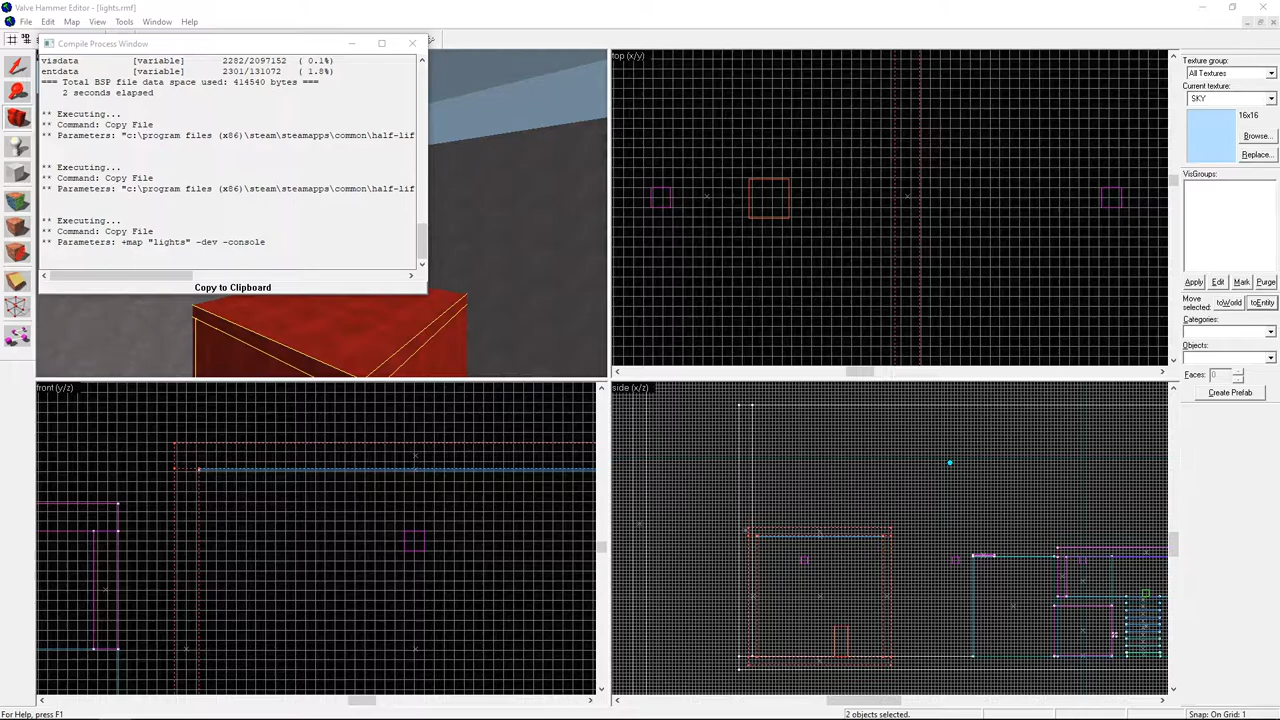 Valve Hammer Editor - [lights.rmf]
File Edit Map View Tools Window Help
Compile Process Window
visdata [variable] 2282/2097152 ( 0.1%)
entdata [variable] 2301/131072 ( 1.8%)
=== Total BSP file data space used: 414540 bytes ===
2 seconds elapsed
** Executing...
** Command: Copy File
** Parameters: "c:\program files (x86)\steam\steamapps\common\half-lif
** Executing...
** Command: Copy File
** Parameters: "c:\program files (x86)\steam\steamapps\common\half-lif
** Executing...
** Command: Copy File
** Parameters: +map "lights" -dev -console
Copy to Clipboard
top (x/y)
front (y/z)
side (x/z)
Texture group:
All Textures
Current texture:
SKY
16x16
Browse...
Replace...
VisGroups:
Apply Edit Mark Purge
Move selected: toWorld toEntity
Categories:
Objects:
Faces: 0
Create Prefab
For Help, press F1
2 objects selected.
Snap: On Grid: 1